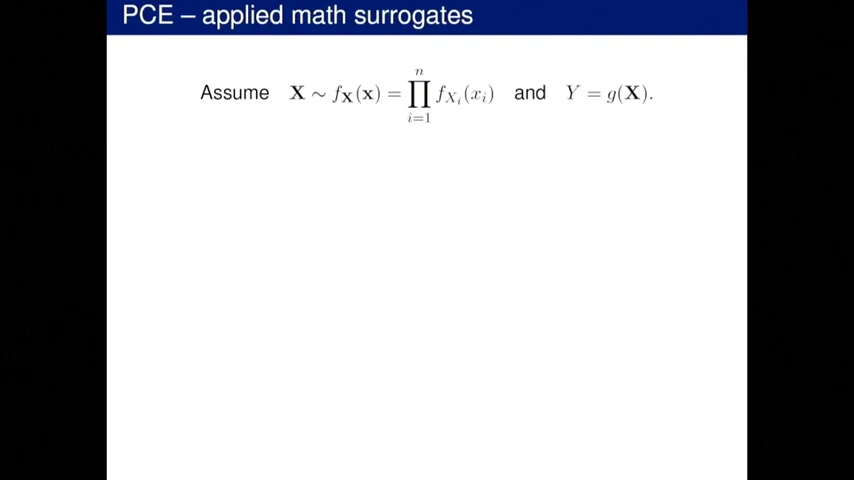 PCE – applied math surrogates
Assume X ∼ f_X(x) = ∏_{i=1}^{n} f_{X_i}(x_i) and Y = g(X).